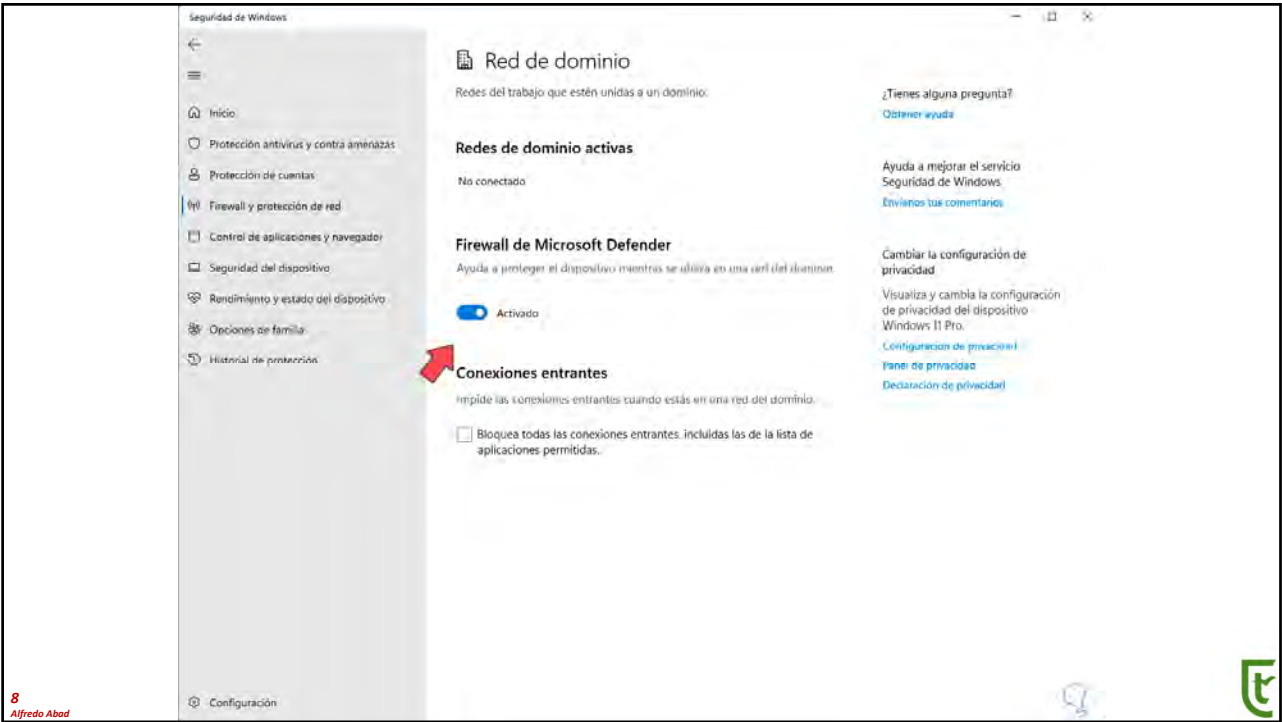 Seguridad de Windows
Inicio
Protección antivirus y contra amenazas
Protección de cuentas
Firewall y protección de red
Control de aplicaciones y navegador
Seguridad del dispositivo
Rendimiento y estado del dispositivo
Opciones de familia
Historial de protección
Configuración
Red de dominio
Redes del trabajo que estén unidas a un dominio.
Redes de dominio activas
No conectado
Firewall de Microsoft Defender
Ayuda a proteger el dispositivo mientras se utiliza en una red del dominio.
Activado
Conexiones entrantes
Impide las conexiones entrantes cuando estás en una red del dominio.
Bloquea todas las conexiones entrantes, incluidas las de la lista de
aplicaciones permitidas.
¿Tienes alguna pregunta?
Obtener ayuda
Ayuda a mejorar el servicio
Seguridad de Windows
Envíanos tus comentarios
Cambiar la configuración de
privacidad
Visualiza y cambia la configuración
de privacidad del dispositivo
Windows 11 Pro.
Configuración de privacidad
Panel de privacidad
Declaración de privacidad
8
Alfredo Abad